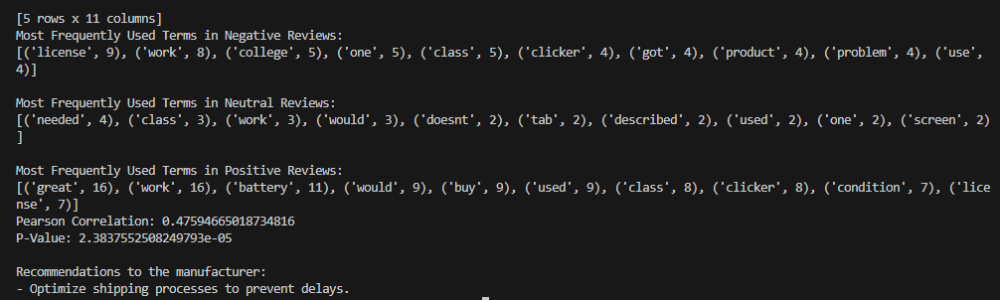 [5 rows x 11 columns]
Most Frequently Used Terms in Negative Reviews:
[('license', 9), ('work', 8), ('college', 5), ('one', 5), ('class', 5), ('clicker', 4), ('got', 4), ('product', 4), ('problem', 4), ('use',
4)]
Most Frequently Used Terms in Neutral Reviews:
[('needed', 4), ('class', 3), ('work', 3), ('would', 3), ('doesnt', 2), ('tab', 2), ('described', 2), ('used', 2), ('one', 2), ('screen', 2)
]
Most Frequently Used Terms in Positive Reviews:
[('great', 16), ('work', 16), ('battery', 11), ('would', 9), ('buy', 9), ('used', 9), ('class', 8), ('clicker', 8), ('condition', 7), ('lice
nse', 7)]
Pearson Correlation: 0.47594665018734816
P-Value: 2.3837552508249793e-05
Recommendations to the manufacturer:
- Optimize shipping processes to prevent delays.